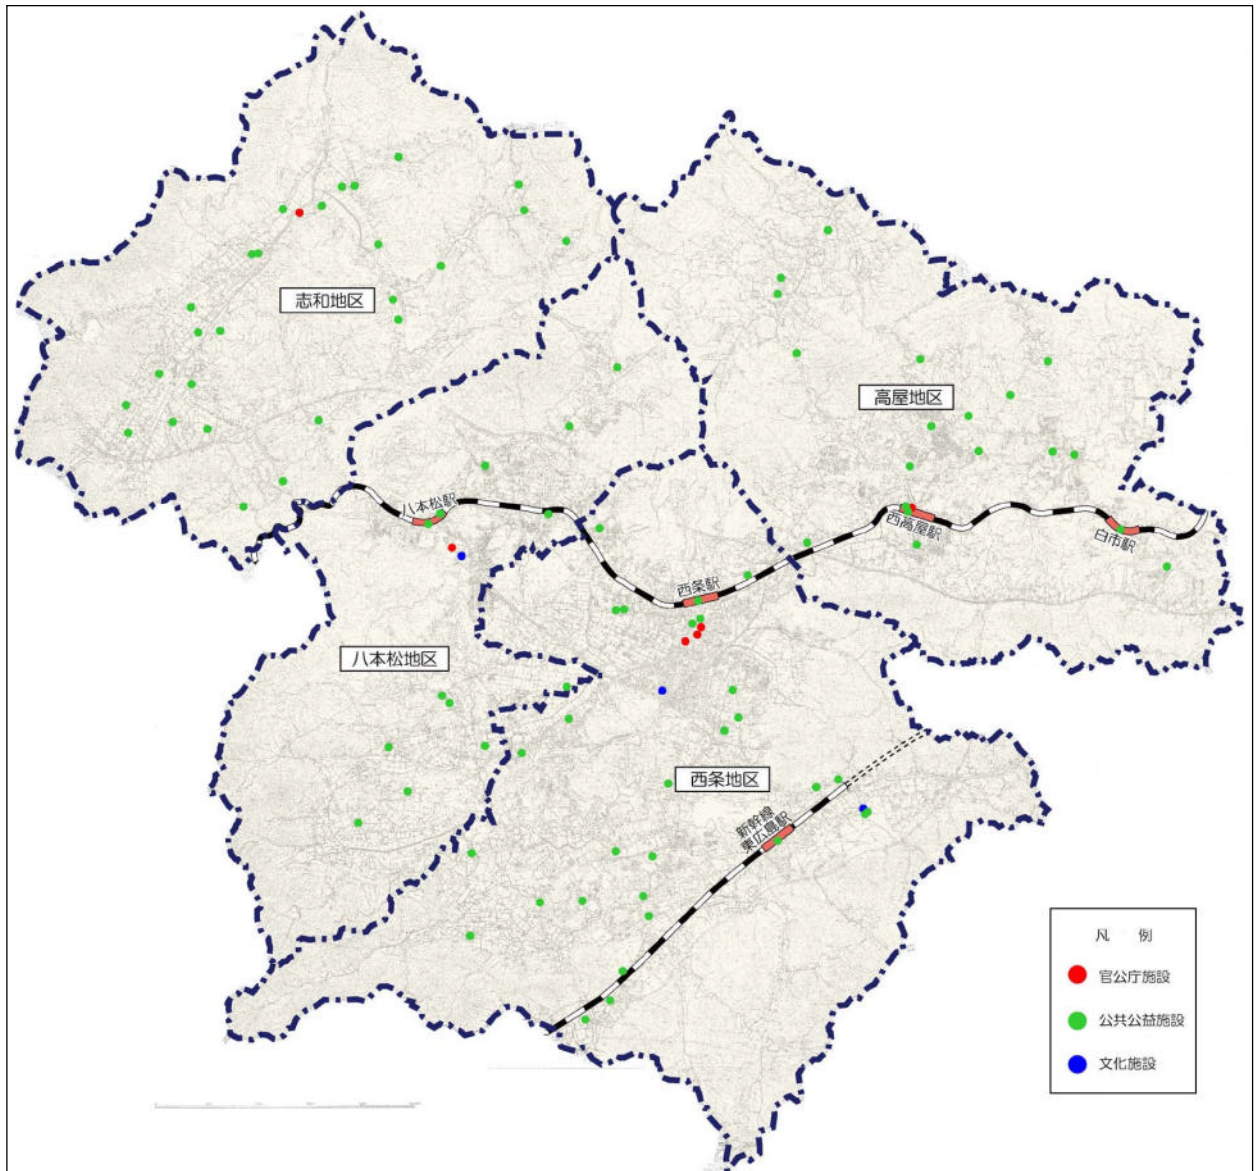 志和地区
高屋地区
八本松駅
西高屋駅
白市駅
西条駅
八本松地区
西条地区
新幹線
東広島駅
凡 例
官公庁施設
公共公益施設
文化施設